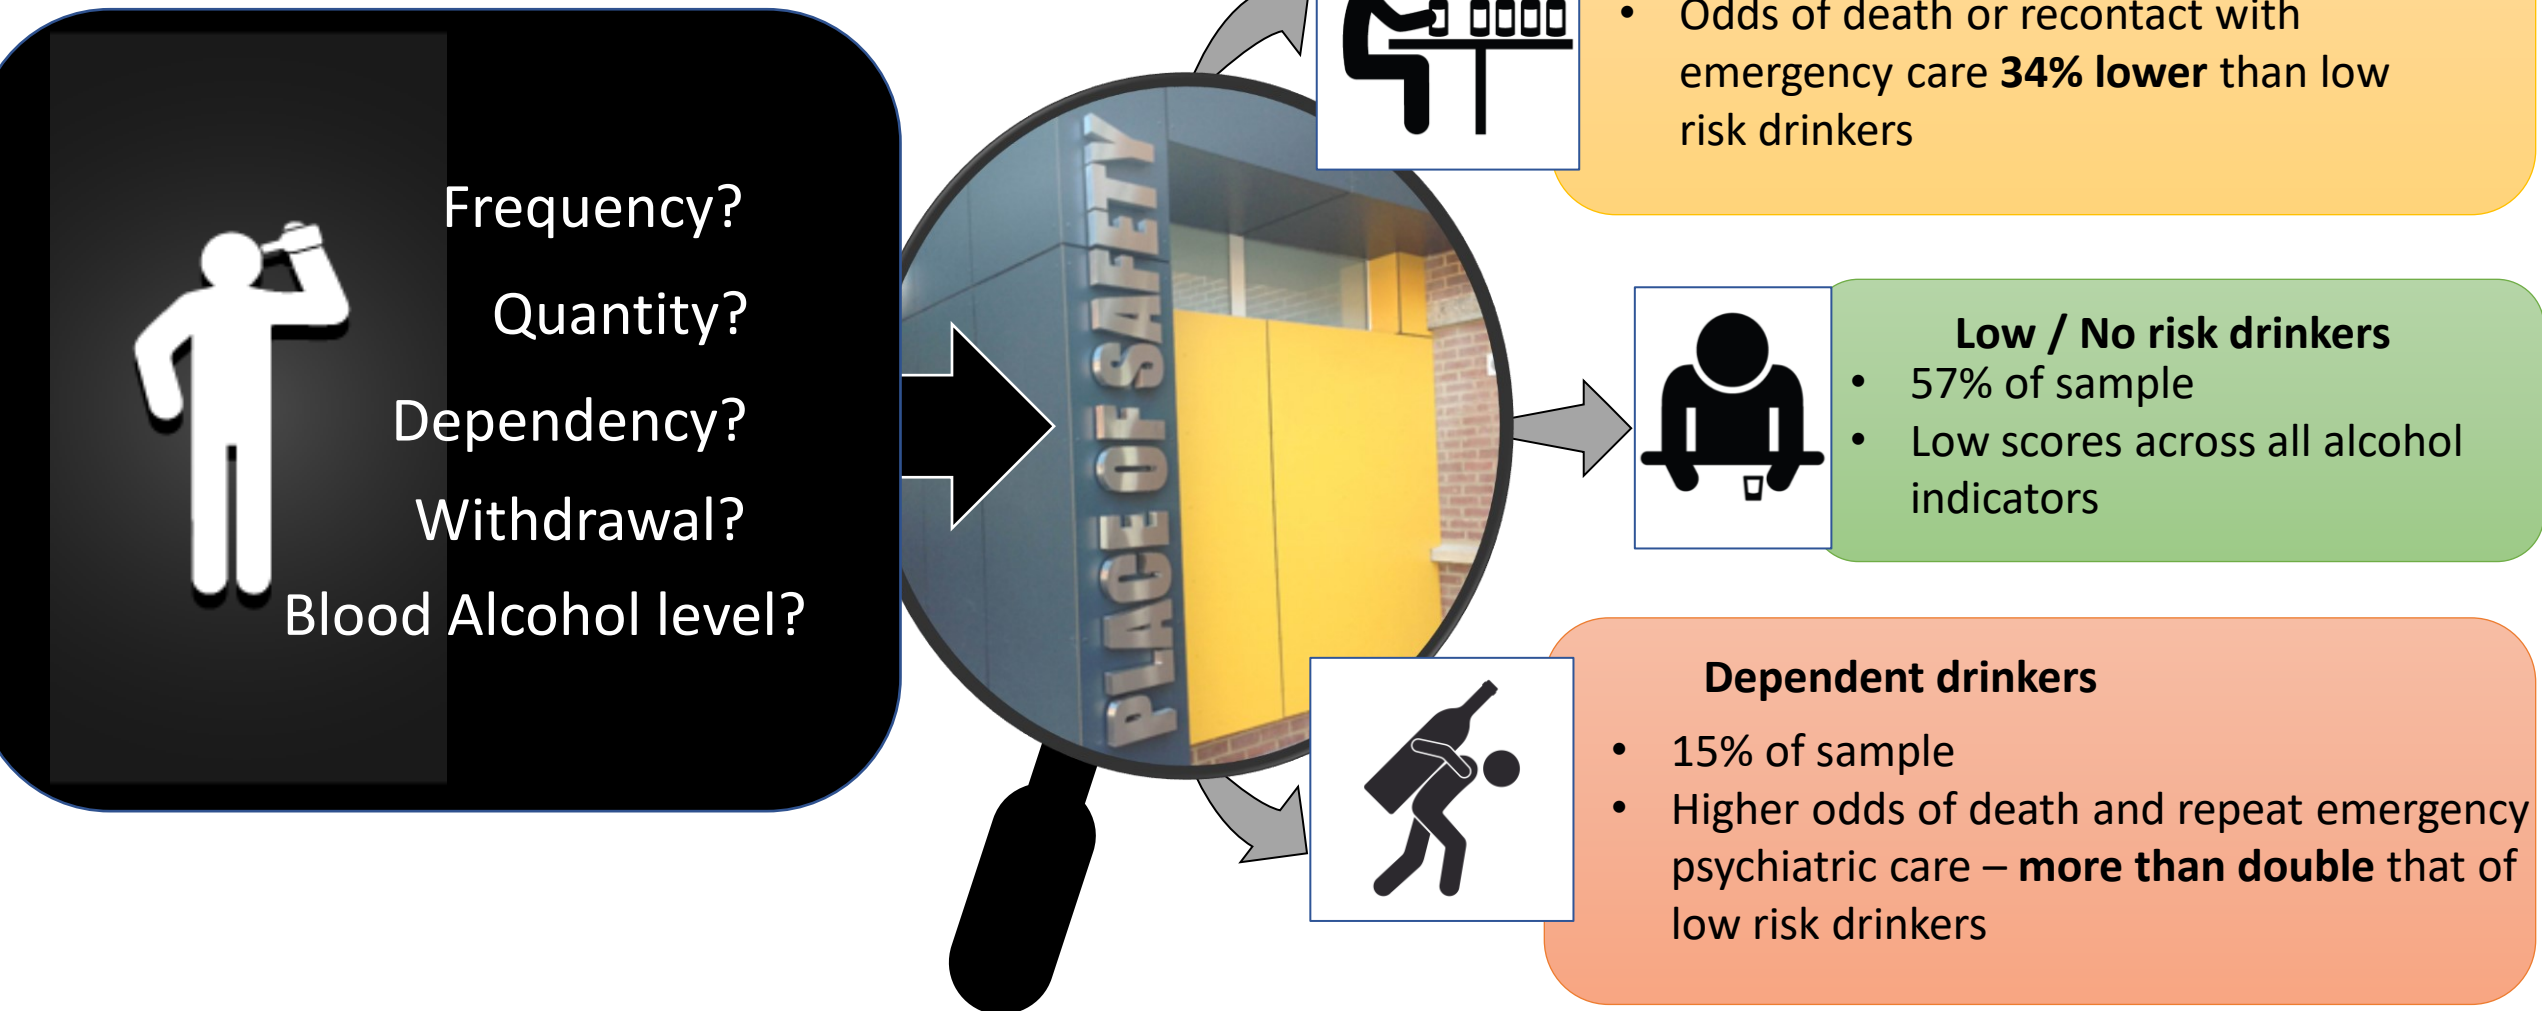 Frequency?
Quantity?
Dependency?
Withdrawal?
Blood Alcohol level?
PLACE OF SAFETY
• Odds of death or recontact with
emergency care 34% lower than low
risk drinkers
Low / No risk drinkers
• 57% of sample
• Low scores across all alcohol
indicators
Dependent drinkers
• 15% of sample
• Higher odds of death and repeat emergency
psychiatric care – more than double that of
low risk drinkers